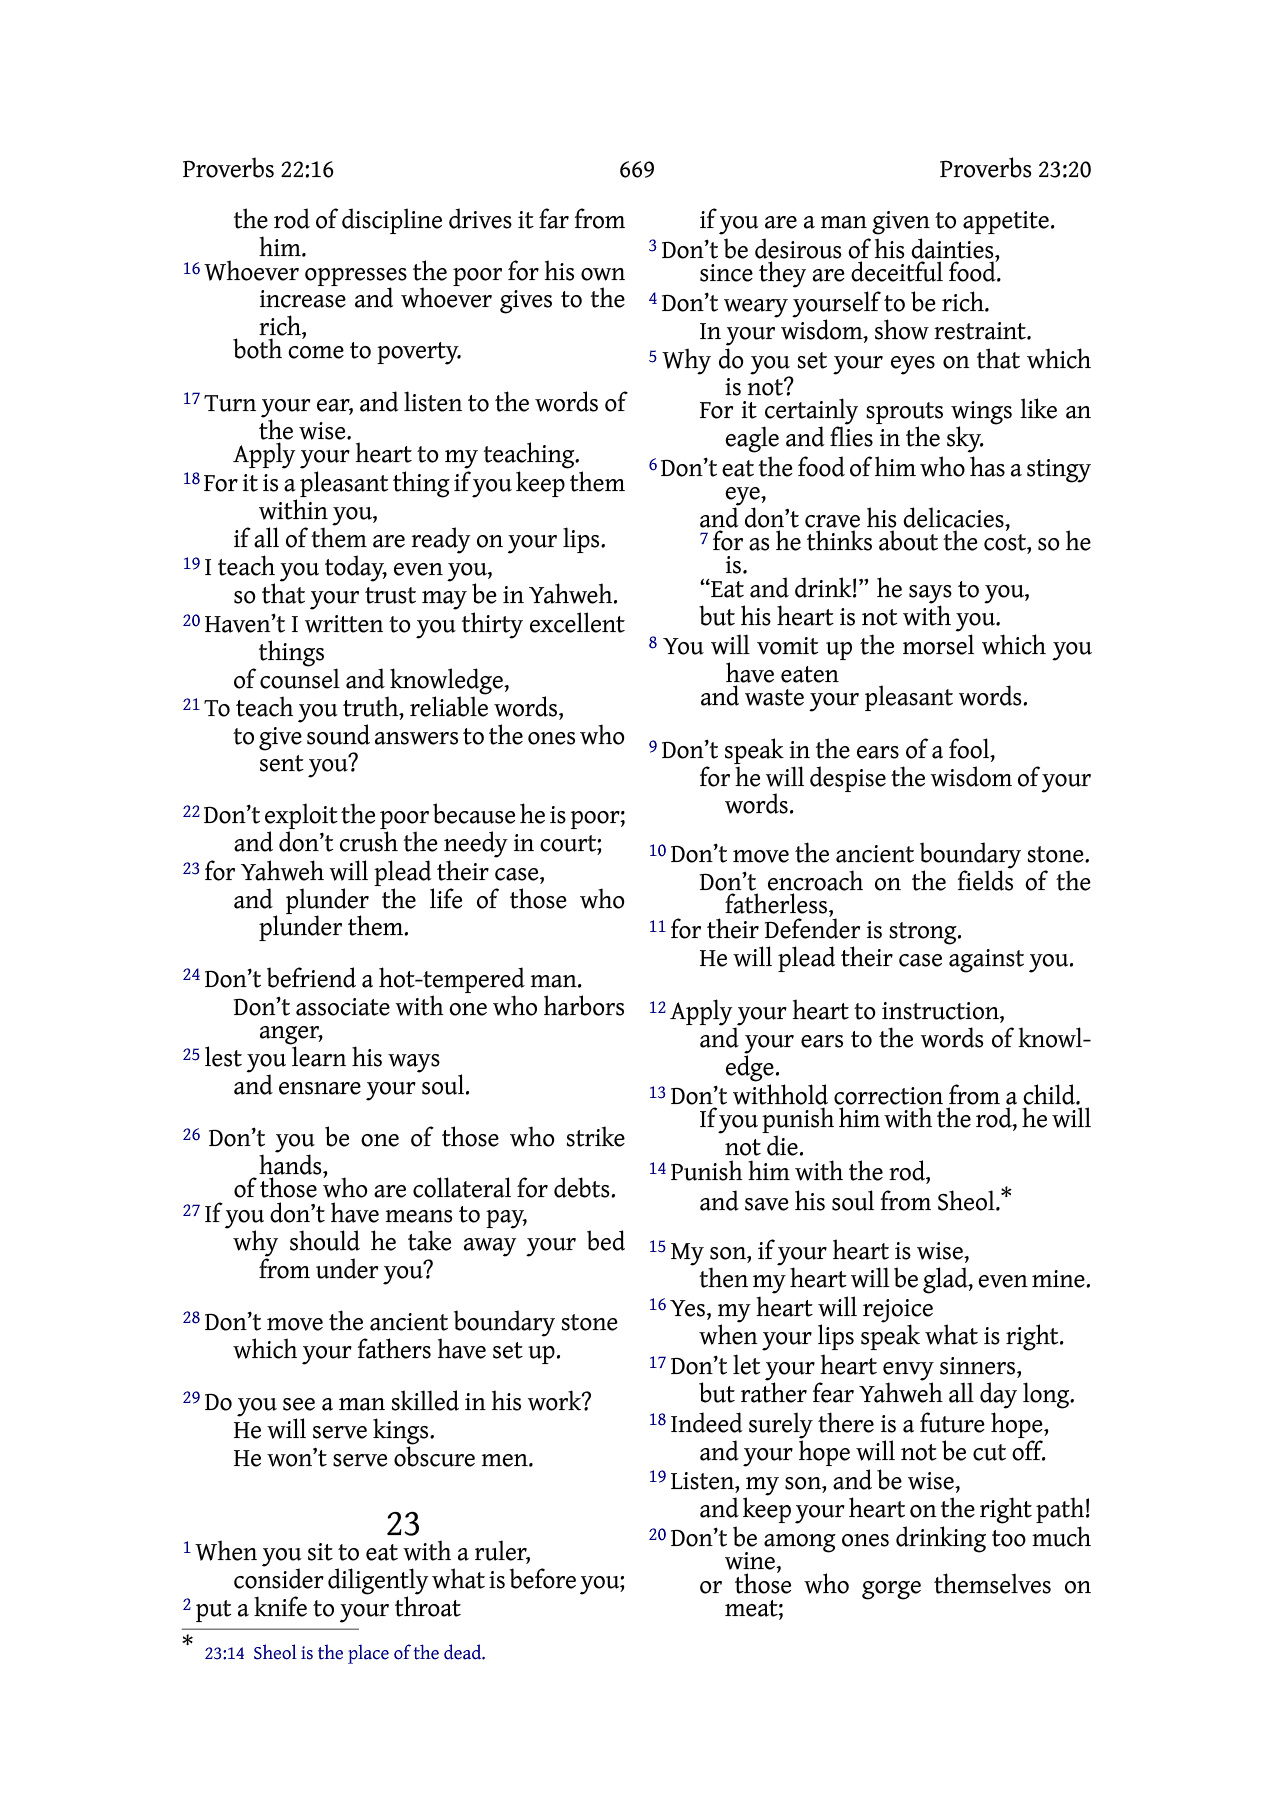 Proverbs 22:16 669 Proverbs 23:20
the rod of discipline drives it far from
him.
16 Whoever oppresses the poor for his own
increase and whoever gives to the
rich,
both come to poverty.
17 Turn your ear, and listen to the words of
the wise.
Apply your heart to my teaching.
18 For it is a pleasant thing if you keep them
within you,
if all of them are ready on your lips.
19 I teach you today, even you,
so that your trust may be in Yahweh.
20 Haven’t I written to you thirty excellent
things
of counsel and knowledge,
21 To teach you truth, reliable words,
to give sound answers to the ones who
sent you?
22 Don’t exploit the poor because he is poor;
and don’t crush the needy in court;
23 for Yahweh will plead their case,
and plunder the life of those who
plunder them.
24 Don’t befriend a hot-tempered man.
Don’t associate with one who harbors
anger,
25 lest you learn his ways
and ensnare your soul.
26 Don’t you be one of those who strike
hands,
of those who are collateral for debts.
27 If you don’t have means to pay,
why should he take away your bed
from under you?
28 Don’t move the ancient boundary stone
which your fathers have set up.
29 Do you see a man skilled in his work?
He will serve kings.
He won’t serve obscure men.
23
1 When you sit to eat with a ruler,
consider diligently what is before you;
2 put a knife to your throat
if you are a man given to appetite.
3 Don’t be desirous of his dainties,
since they are deceitful food.
4 Don’t weary yourself to be rich.
In your wisdom, show restraint.
5 Why do you set your eyes on that which
is not?
For it certainly sprouts wings like an
eagle and flies in the sky.
6 Don’t eat the food of him who has a stingy
eye,
and don’t crave his delicacies,
7 for as he thinks about the cost, so he
is.
“Eat and drink!” he says to you,
but his heart is not with you.
8 You will vomit up the morsel which you
have eaten
and waste your pleasant words.
9 Don’t speak in the ears of a fool,
for he will despise the wisdom of your
words.
10 Don’t move the ancient boundary stone.
Don’t encroach on the fields of the
fatherless,
11 for their Defender is strong.
He will plead their case against you.
12 Apply your heart to instruction,
and your ears to the words of knowl-
edge.
13 Don’t withhold correction from a child.
If you punish him with the rod, he will
not die.
14 Punish him with the rod,
and save his soul from Sheol.*
15 My son, if your heart is wise,
then my heart will be glad, even mine.
16 Yes, my heart will rejoice
when your lips speak what is right.
17 Don’t let your heart envy sinners,
but rather fear Yahweh all day long.
18 Indeed surely there is a future hope,
and your hope will not be cut off.
19 Listen, my son, and be wise,
and keep your heart on the right path!
20 Don’t be among ones drinking too much
wine,
or those who gorge themselves on
meat;
* 23:14 Sheol is the place of the dead.